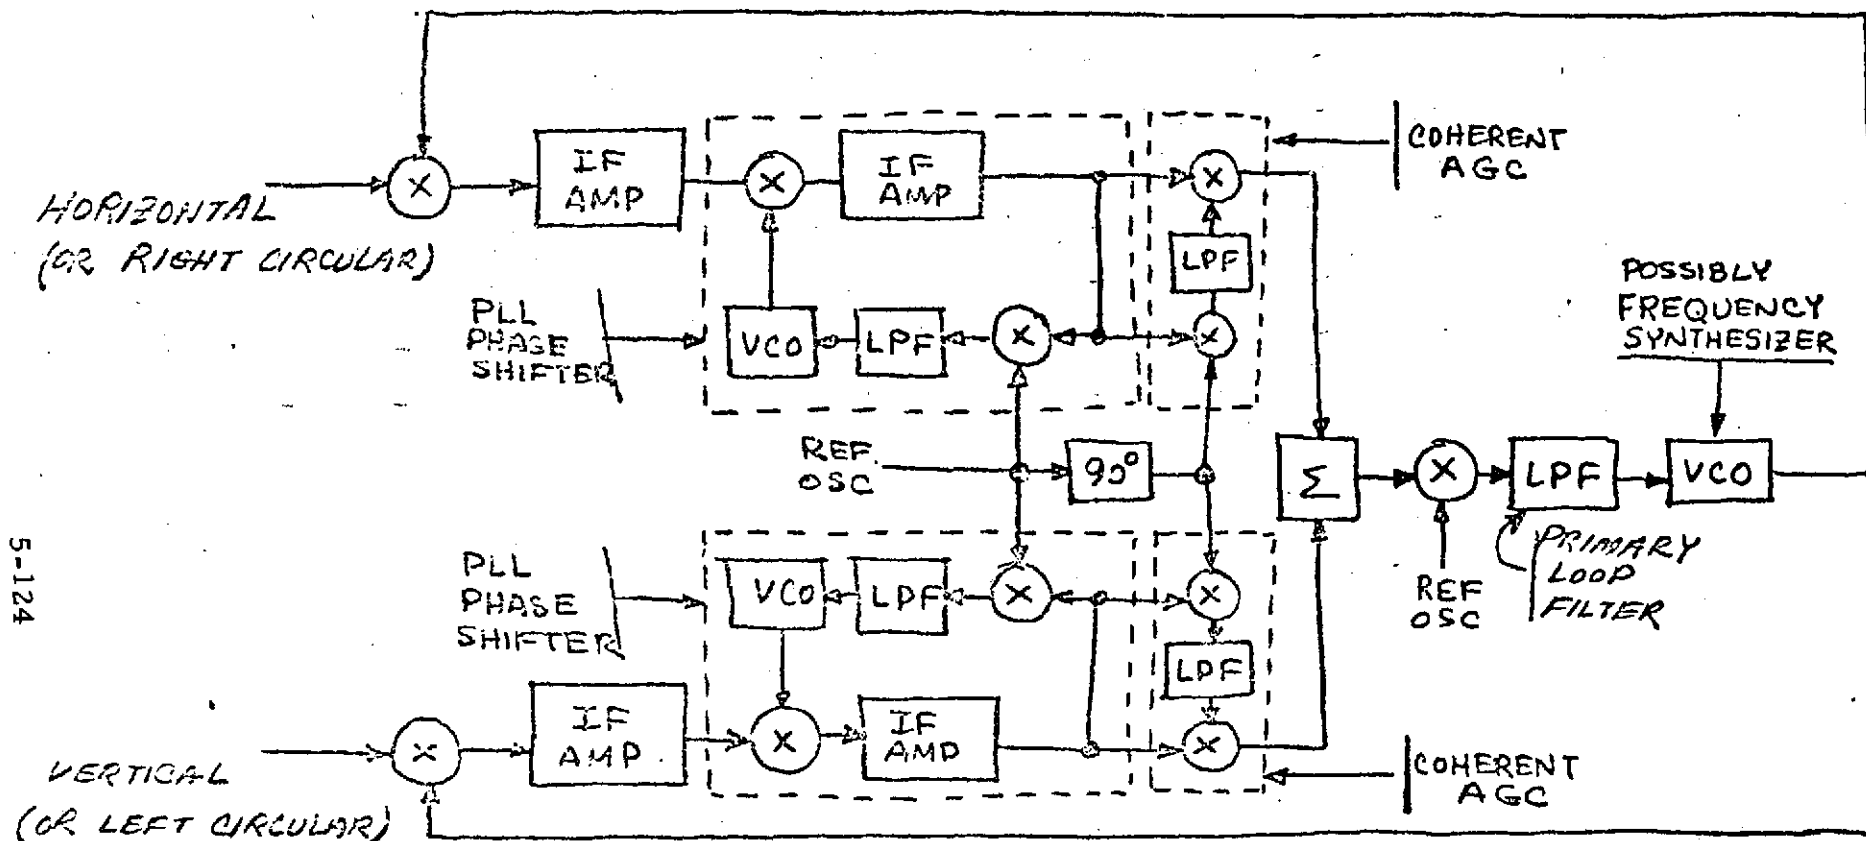 IF
AMP
IF
AMP
COHERENT
AGC
X
X
X
HORIZONTAL
(OR RIGHT CIRCULAR)
LPF
PLL
PHASE
SHIFTER
VCO
LPF
X
X
POSSIBLY
FREQUENCY
SYNTHESIZER
REF.
OSC
90°
Σ
X
LPF
VCO
REF
OSC
PRIMARY
LOOP
FILTER
5-124
PLL
PHASE
SHIFTER
VCO
LPF
X
X
LPF
IF
AMP
IF
AMP
X
X
X
VERTICAL
(OR LEFT CIRCULAR)
COHERENT
AGC